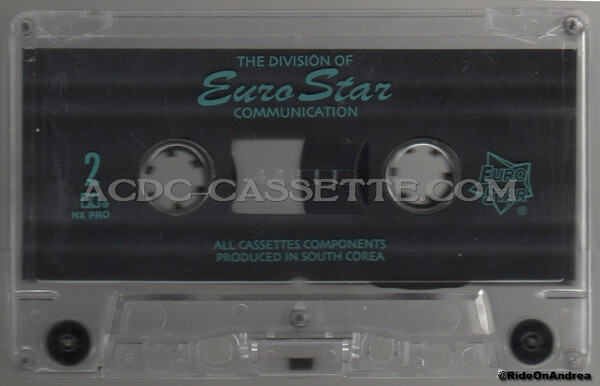 THE DIVISION OF
Euro Star
COMMUNICATION
2
HX PRO
ACDC-CASSETTE.COM
EURO
STAR
®
ALL CASSETTES COMPONENTS
PRODUCED IN SOUTH COREA
@RideOnAndrea